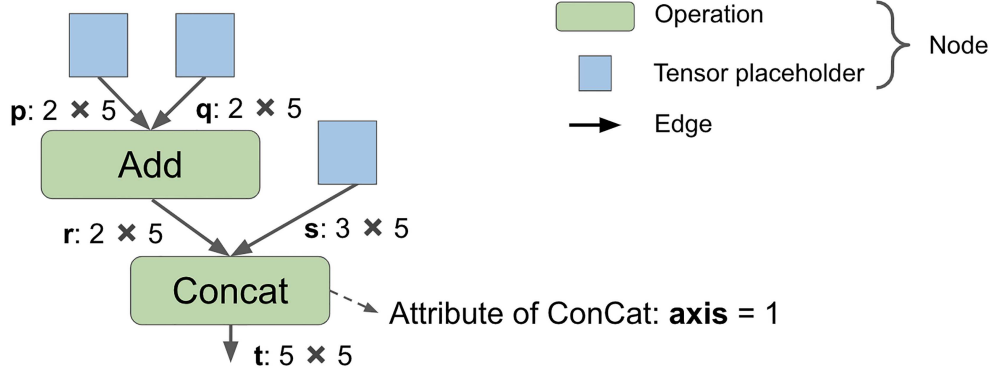 Operation
Tensor placeholder
Node
Edge
p: 2 × 5
q: 2 × 5
Add
r: 2 × 5
s: 3 × 5
Concat
Attribute of ConCat: axis = 1
t: 5 × 5